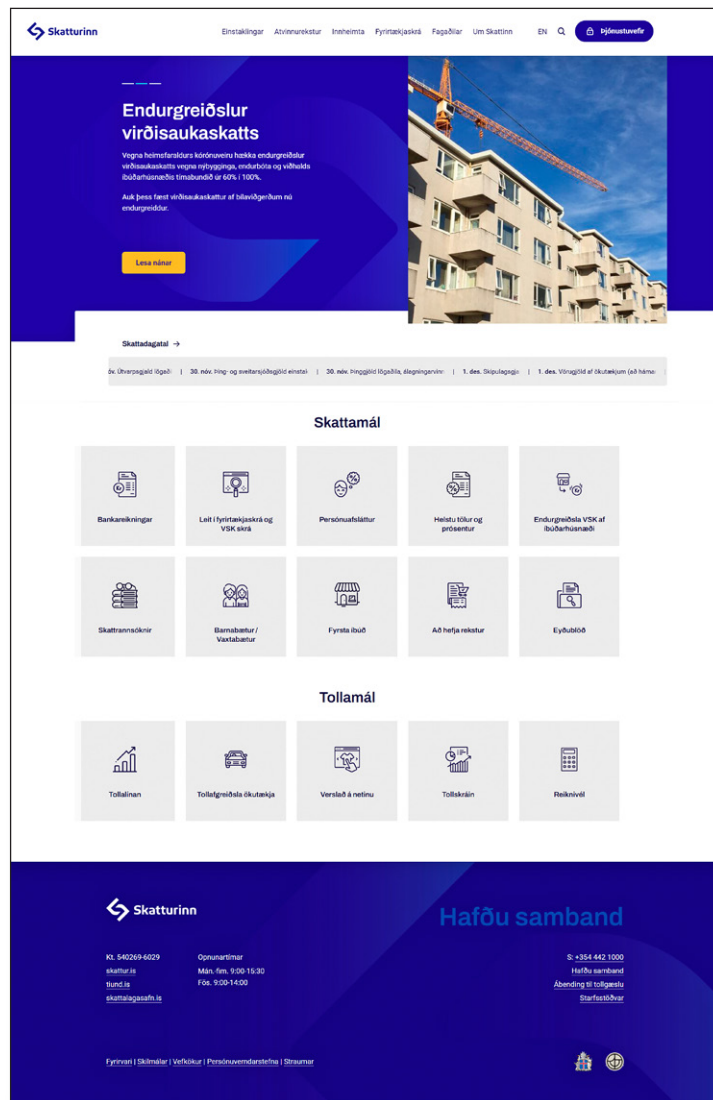 Skatturinn
Einstaklingar Atvinnurekstur Innheimta Fyrirtækjaskrá Fagaðilar Um Skattinn EN Þjónustuvefir
Endurgreiðslur
virðisaukaskatts
Vegna heimsfaraldurs kórónuveiru hækka endurgreiðslur
virðisaukaskatts vegna nýbygginga, endurbóta og viðhalds
íbúðarhúsnæðis tímabundið úr 60% í 100%.
Auk þess fæst virðisaukaskattur af bílaviðgerðum nú
endurgreiddur.
Lesa nánar
Skattadagatal →
óv. Útvarpsgjald lögaði | 30. nóv. Þing- og sveitarsjóðsgjöld einstak | 30. nóv. Þinggjöld lögaðila, álagningarvinn | 1. des. Skipulagsgja | 1. des. Vörugjöld af ökutækjum (að háma
Skattamál
Bankareikningar
Leit í fyrirtækjaskrá og
VSK skrá
Persónuafsláttur
Helstu tölur og
prósentur
Endurgreiðsla VSK af
íbúðarhúsnæði
Skattrannsóknir
Barnabætur /
Vaxtabætur
Fyrsta íbúð
Að hefja rekstur
Eyðublöð
Tollamál
Tollalínan
Tollafgreiðsla ökutækja
Verslað á netinu
Tollskráin
Reiknivél
Skatturinn
Hafðu samband
Kt. 540269-6029
skattur.is
tiund.is
skattalagasafn.is
Opnunartímar
Mán.-fim. 9:00-15:30
Fös. 9:00-14:00
S: +354 442 1000
Hafðu samband
Ábending til tollgæslu
Starfsstöðvar
Fyrirvari | Skilmálar | Vefkökur | Persónuverndarstefna | Straumar